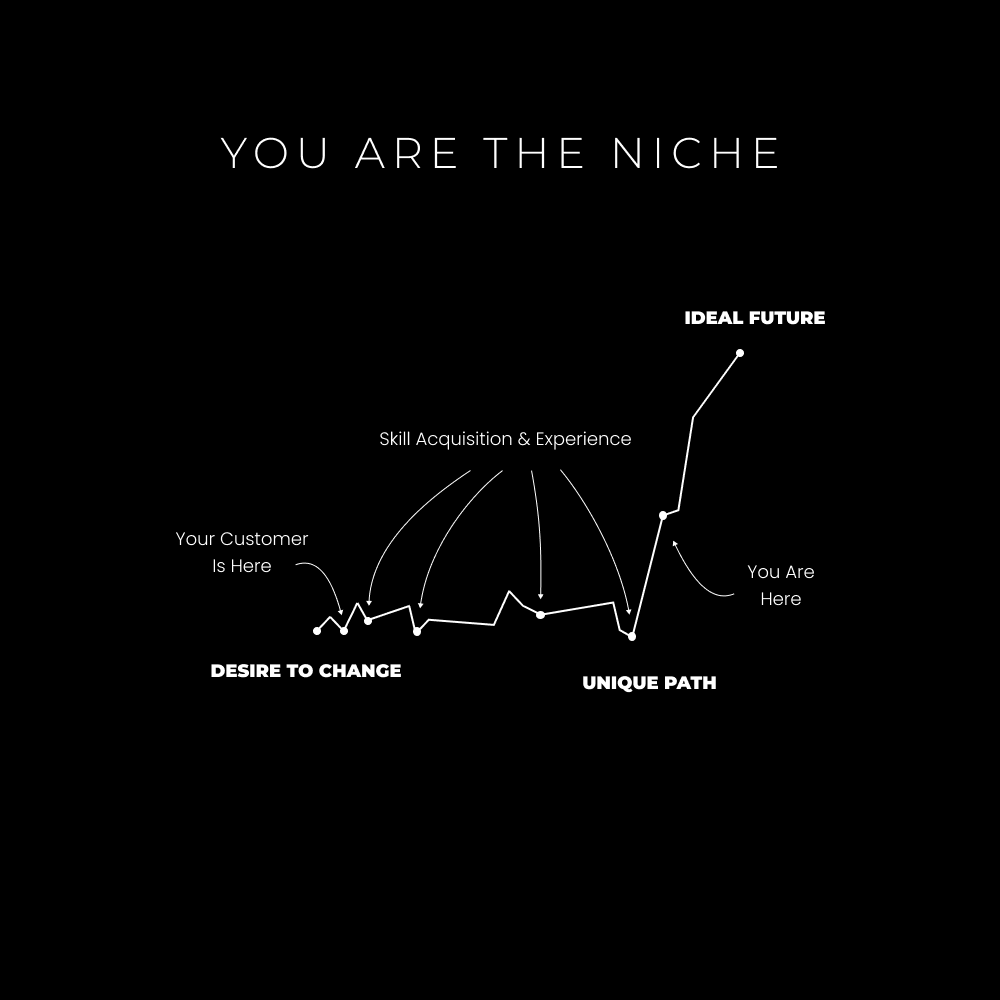 YOU ARE THE NICHE
IDEAL FUTURE
Skill Acquisition & Experience
Your Customer
Is Here
You Are
Here
DESIRE TO CHANGE
UNIQUE PATH